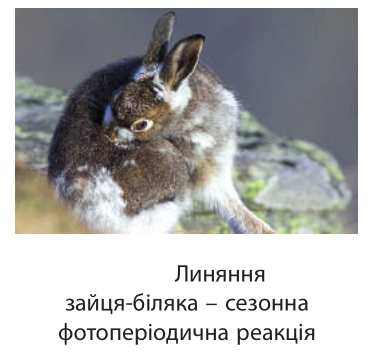 Линяння
зайця-біляка – сезонна
фотоперіодична реакція